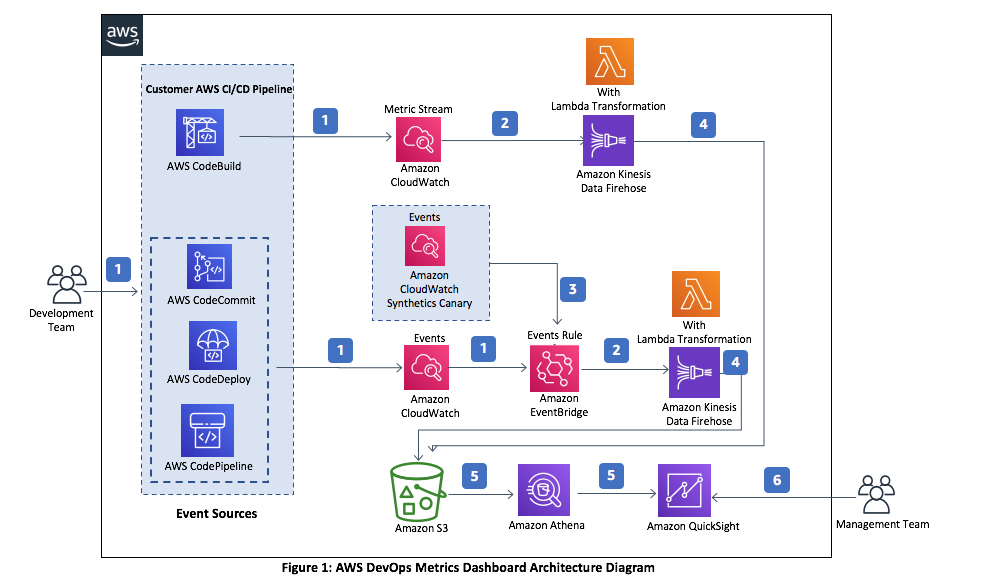 aws
Customer AWS CI/CD Pipeline
AWS CodeBuild
1
Metric Stream
Amazon
CloudWatch
2
With
Lambda Transformation
Amazon Kinesis
Data Firehose
4
Events
Amazon
CloudWatch
Synthetics Canary
3
Development
Team
1
AWS CodeCommit
AWS CodeDeploy
AWS CodePipeline
Event Sources
1
Events
Amazon
CloudWatch
1
Events Rule
Amazon
EventBridge
2
With
Lambda Transformation
Amazon Kinesis
Data Firehose
4
Amazon S3
5
Amazon Athena
5
Amazon QuickSight
6
Management Team
Figure 1: AWS DevOps Metrics Dashboard Architecture Diagram